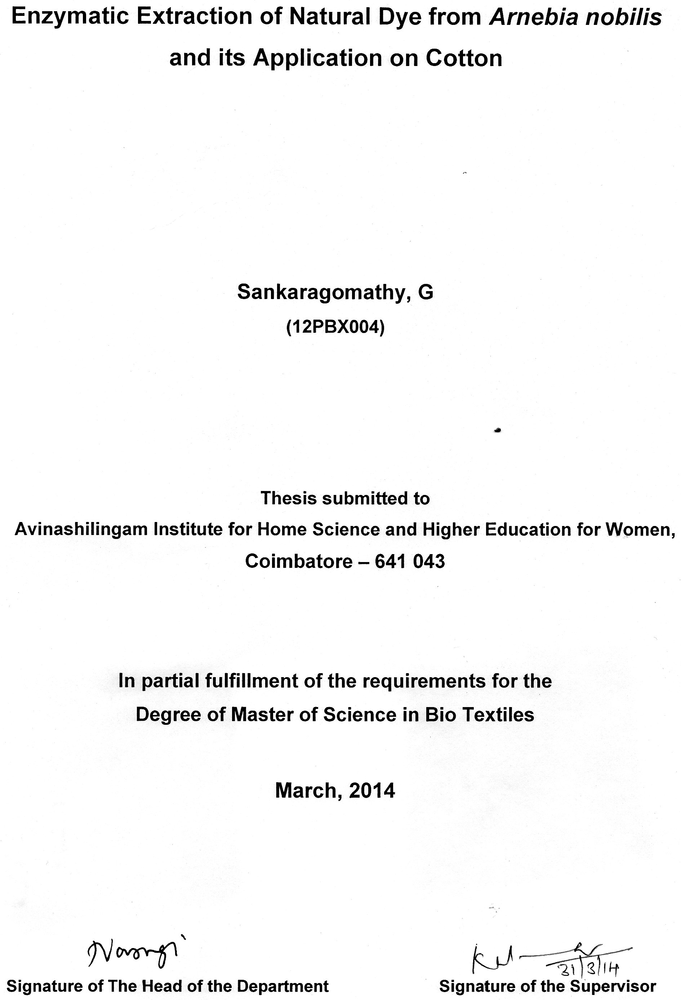 Enzymatic Extraction of Natural Dye from Arnebia nobilis
and its Application on Cotton
Sankaragomathy, G
(12PBX004)
Thesis submitted to
Avinashilingam Institute for Home Science and Higher Education for Women,
Coimbatore – 641 043
In partial fulfillment of the requirements for the
Degree of Master of Science in Bio Textiles
March, 2014
31/3/14
Signature of The Head of the Department
Signature of the Supervisor